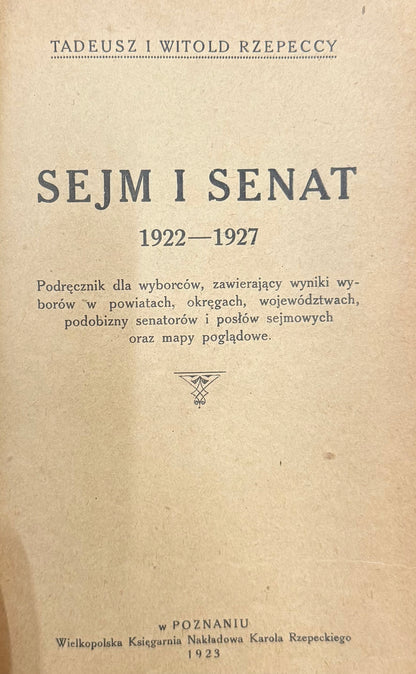 TADEUSZ I WITOLD RZEPECCY
SEJM I SENAT
1922—1927
Podręcznik dla wyborców, zawierający wyniki wy-
borów w powiatach, okręgach, województwach,
podobizny senatorów i posłów sejmowych
oraz mapy poglądowe.
w POZNANIU
Wielkopolska Księgarnia Nakładowa Karola Rzepeckiego
1923